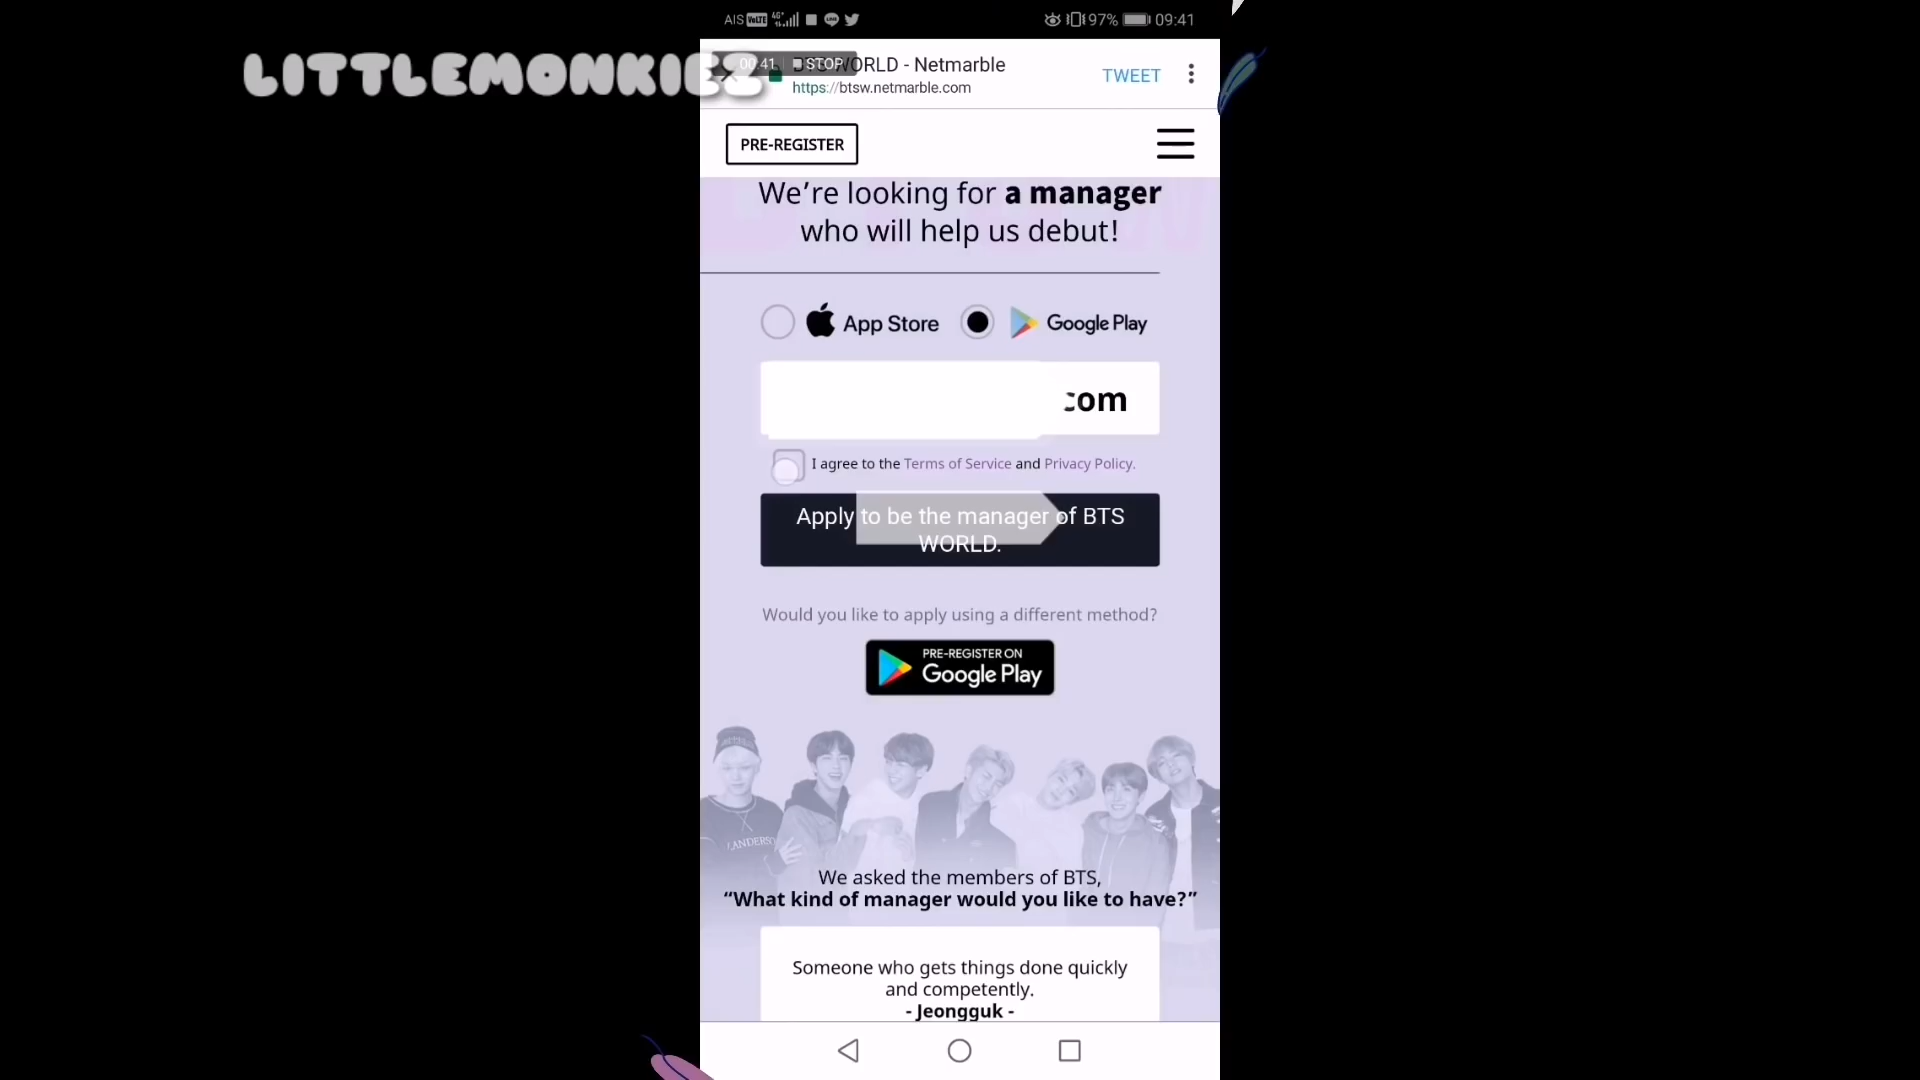 AIS VoLTE 4G+ 97% 09:41
LITTLEMONKIEZ
00:41 STOP
WORLD - Netmarble
https://btsw.netmarble.com
TWEET
PRE-REGISTER
We’re looking for a manager
who will help us debut!
App Store Google Play
com
I agree to the Terms of Service and Privacy Policy.
Apply to be the manager of BTS
WORLD.
Would you like to apply using a different method?
PRE-REGISTER ON
Google Play
We asked the members of BTS,
“What kind of manager would you like to have?”
Someone who gets things done quickly
and competently.
- Jeongguk -